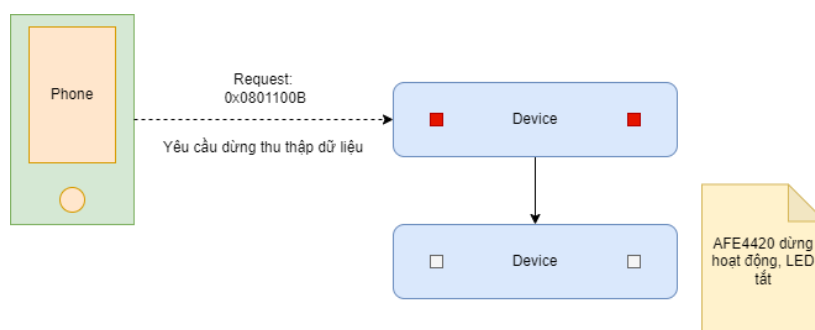 Phone
Request:
0x0801100B
Yêu cầu dừng thu thập dữ liệu
Device
Device
AFE4420 dừng
hoạt động, LED
tắt